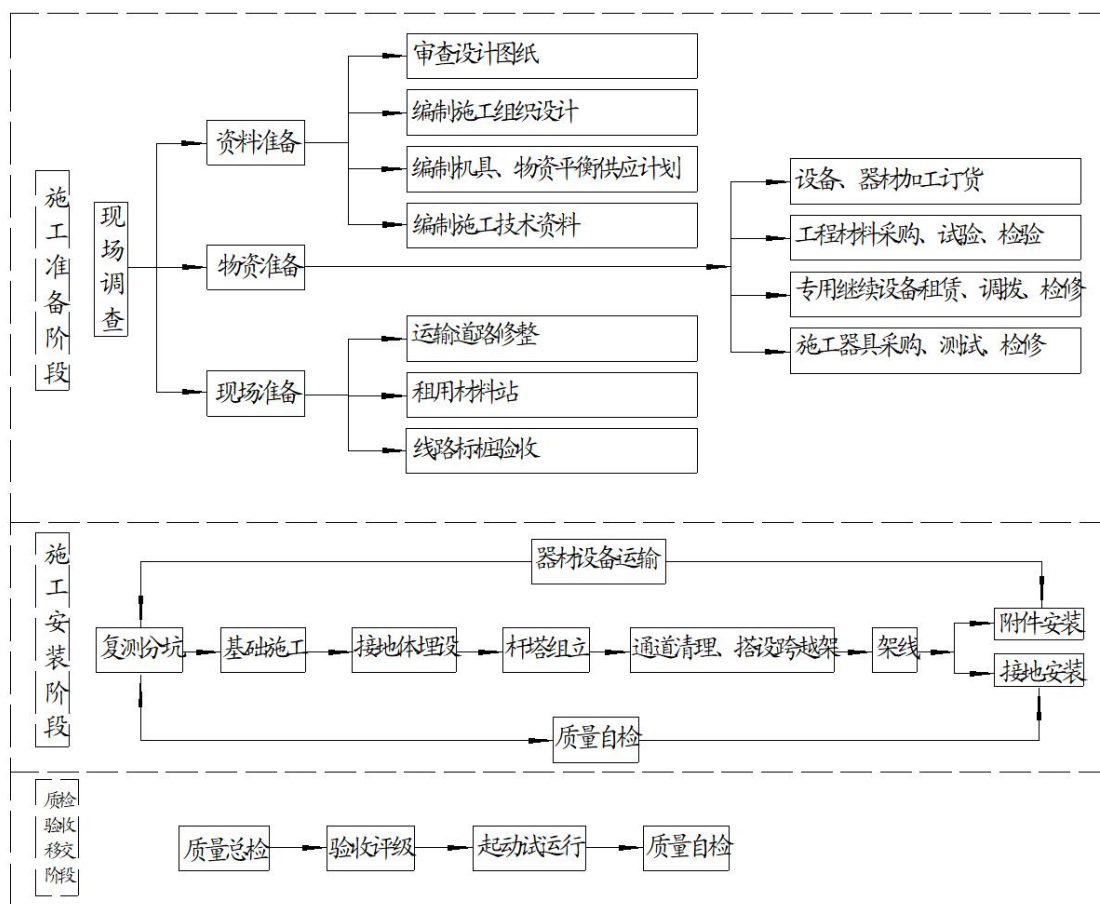 施工准备阶段
现场调查
资料准备
审查设计图纸
编制施工组织设计
编制机具、物资平衡供应计划
编制施工技术资料
物资准备
设备、器材加工订货
工程材料采购、试验、检验
专用继续设备租赁、调拨、检修
施工器具采购、测试、检修
现场准备
运输道路修整
租用材料站
线路标桩验收
施工安装阶段
器材设备运输
复测分坑
基础施工
接地体埋设
杆塔组立
通道清理、搭设跨越架
架线
附件安装
接地安装
质量自检
质检
验收
移交
阶段
质量总检
验收评级
起动试运行
质量自检